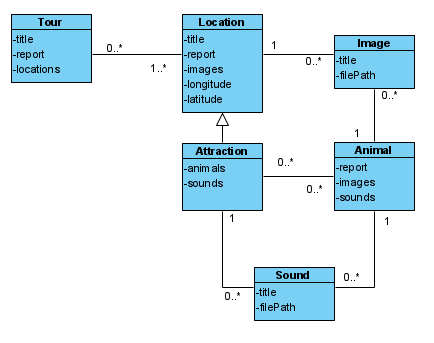 Tour
-title
-report
-locations
0..*
1..*
Location
-title
-report
-images
-longitude
-latitude
1
0..*
Image
-title
-filePath
0..*
1
Attraction
-animals
-sounds
0..*
0..*
Animal
-report
-images
-sounds
1
1
0..*
Sound
-title
-filePath
0..*